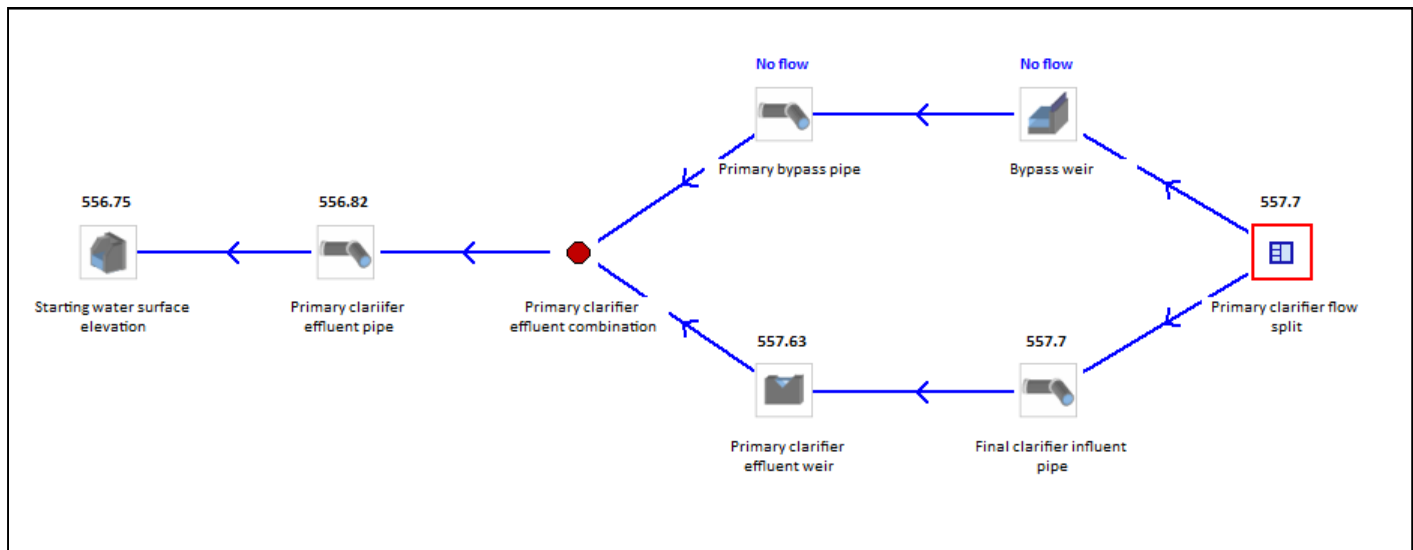 No flow
No flow
Primary bypass pipe
Bypass weir
556.75
556.82
557.7
Starting water surface
elevation
Primary clariifer
effluent pipe
Primary clarifier
effluent combination
Primary clarifier flow
split
557.63
557.7
Primary clarifier
effluent weir
Final clarifier influent
pipe